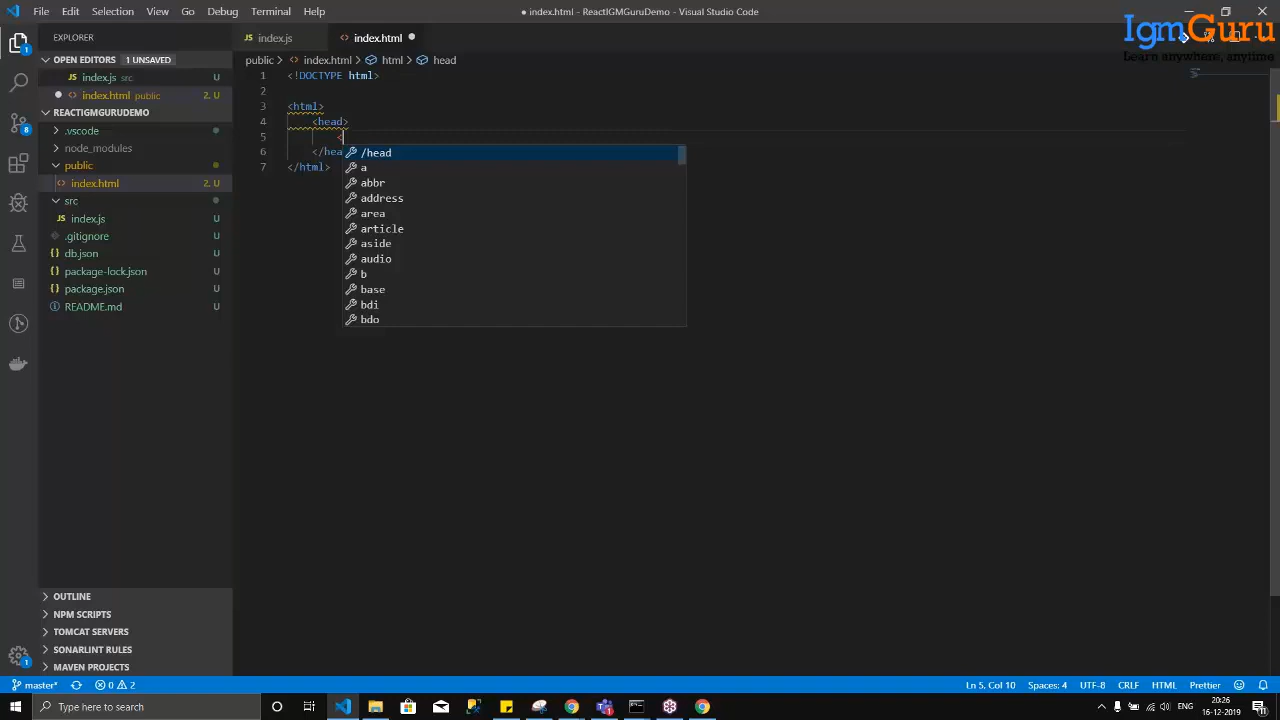 File Edit Selection View Go Debug Terminal Help
● index.html - ReactIGMGuruDemo - Visual Studio Code
IgmGuru
Learn anywhere, anytime
EXPLORER
OPEN EDITORS 1 UNSAVED
JS index.js src U
● <> index.html public 2, U
REACTIGMGURUDEMO
.vscode
node_modules
public
<> index.html 2, U
src
JS index.js U
.gitignore U
{} db.json U
{} package-lock.json U
{} package.json U
README.md U
OUTLINE
NPM SCRIPTS
TOMCAT SERVERS
SONARLINT RULES
MAVEN PROJECTS
JS index.js
<> index.html ●
public > <> index.html > html > head
1 <!DOCTYPE html>
2
3 <html>
4 <head>
5 <
6 </hea
7 </html>
/head
a
abbr
address
area
article
aside
audio
b
base
bdi
bdo
1
8
1
master* 0 2
Ln 5, Col 10 Spaces: 4 UTF-8 CRLF HTML Prettier
Type here to search
ENG
20:26
16-12-2019